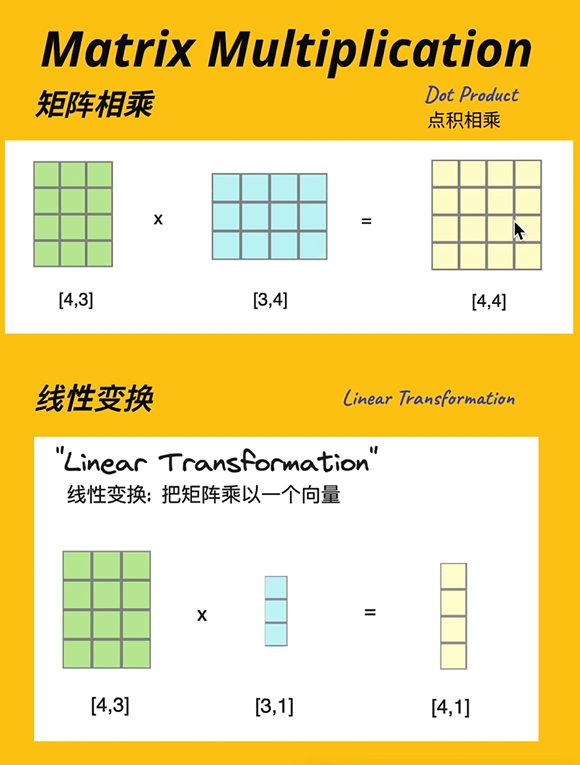 Matrix Multiplication
矩阵相乘
Dot Product
点积相乘
x
=
[4,3]
[3,4]
[4,4]
线性变换
Linear Transformation
"Linear Transformation"
线性变换: 把矩阵乘以一个向量
x
=
[4,3]
[3,1]
[4,1]